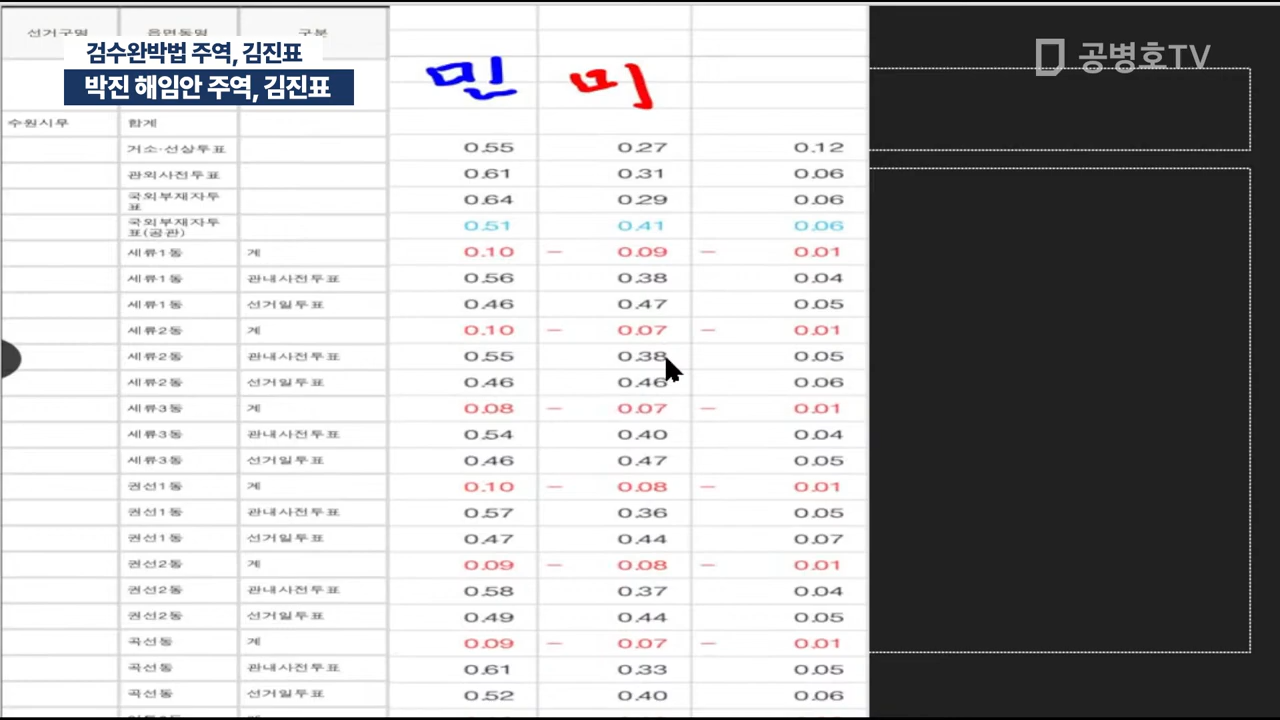 선거구명 읍면동명 구분
검수완박법 주역, 김진표
박진 해임안 주역, 김진표
공병호TV
민 미
수원시무 합계
거소·선상투표 0.55 0.27 0.12
관외사전투표 0.61 0.31 0.06
국외부재자투
표 0.64 0.29 0.06
국외부재자투
표(공관) 0.51 0.41 0.06
세류1동 계 0.10 - 0.09 - 0.01
세류1동 관내사전투표 0.56 0.38 0.04
세류1동 선거일투표 0.46 0.47 0.05
세류2동 계 0.10 - 0.07 - 0.01
세류2동 관내사전투표 0.55 0.38 0.05
세류2동 선거일투표 0.46 0.46 0.06
세류3동 계 0.08 - 0.07 - 0.01
세류3동 관내사전투표 0.54 0.40 0.04
세류3동 선거일투표 0.46 0.47 0.05
권선1동 계 0.10 - 0.08 - 0.01
권선1동 관내사전투표 0.57 0.36 0.05
권선1동 선거일투표 0.47 0.44 0.07
권선2동 계 0.09 - 0.08 - 0.01
권선2동 관내사전투표 0.58 0.37 0.04
권선2동 선거일투표 0.49 0.44 0.05
곡선동 계 0.09 - 0.07 - 0.01
곡선동 관내사전투표 0.61 0.33 0.05
곡선동 선거일투표 0.52 0.40 0.06